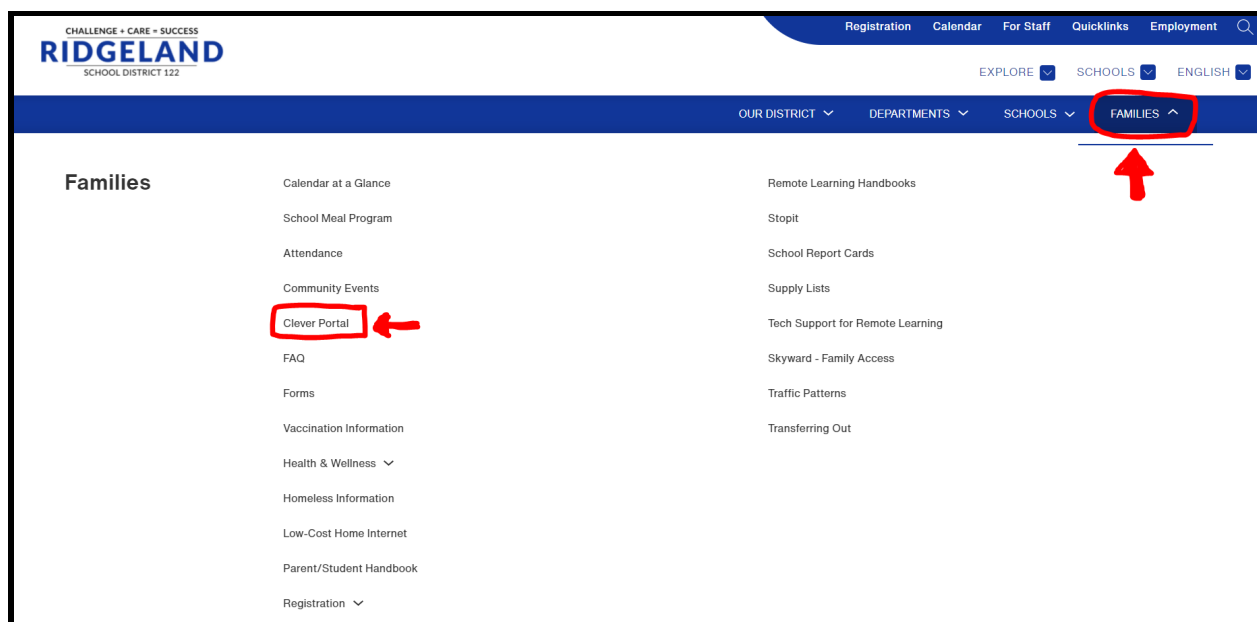 CHALLENGE + CARE = SUCCESS
RIDGELAND
SCHOOL DISTRICT 122
Registration Calendar For Staff Quicklinks Employment
EXPLORE SCHOOLS ENGLISH
OUR DISTRICT DEPARTMENTS SCHOOLS FAMILIES
Families
Calendar at a Glance
School Meal Program
Attendance
Community Events
Clever Portal
FAQ
Forms
Vaccination Information
Health & Wellness
Homeless Information
Low-Cost Home Internet
Parent/Student Handbook
Registration
Remote Learning Handbooks
Stopit
School Report Cards
Supply Lists
Tech Support for Remote Learning
Skyward - Family Access
Traffic Patterns
Transferring Out